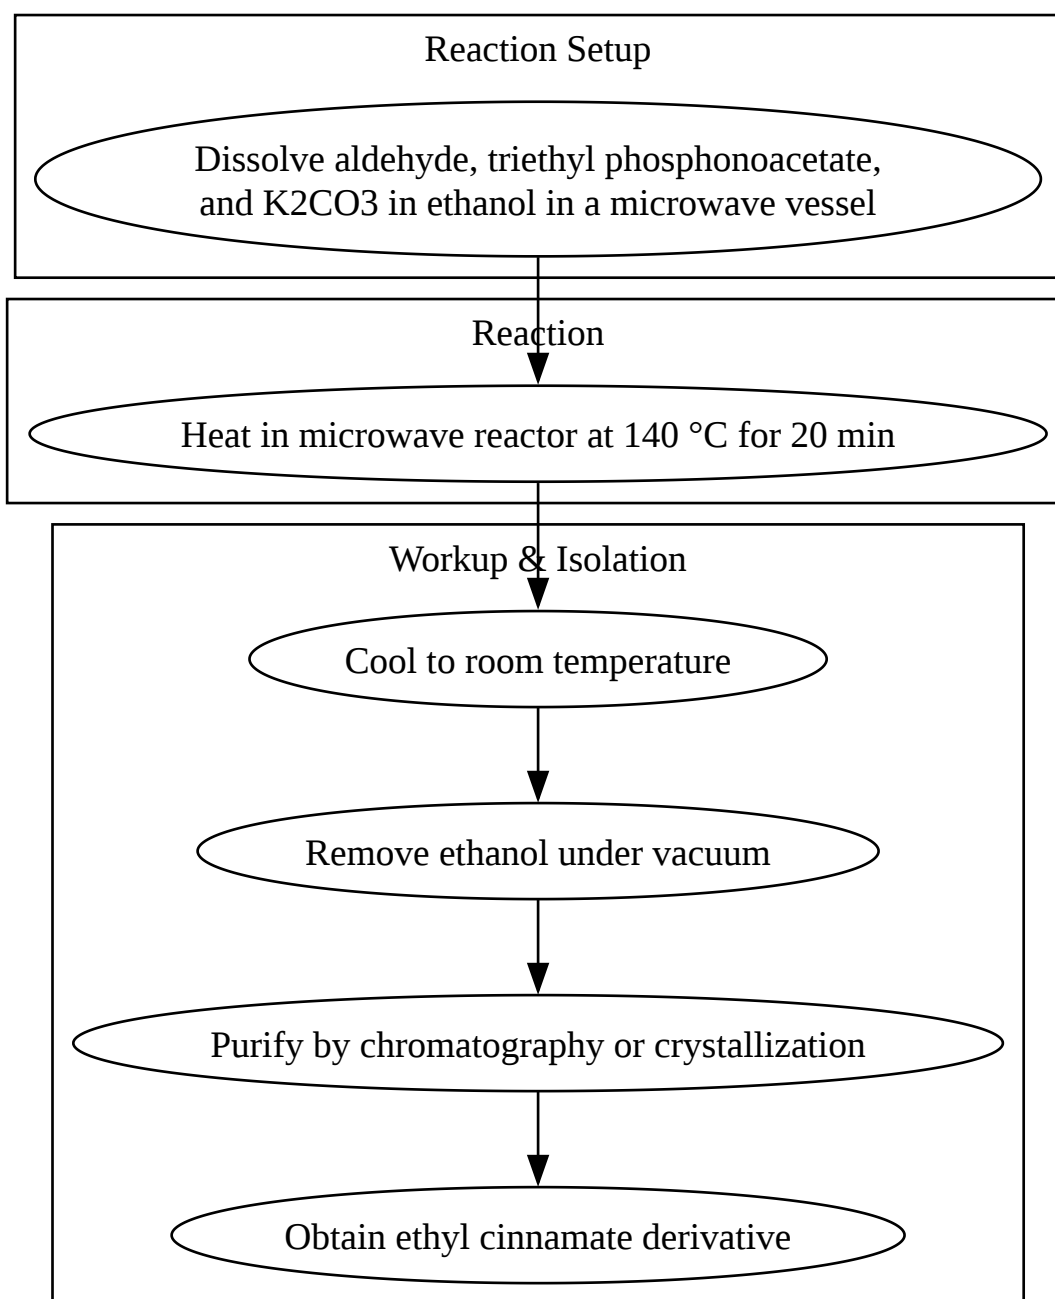 Reaction Setup
Dissolve aldehyde, triethyl phosphonoacetate,
and K2CO3 in ethanol in a microwave vessel
Reaction
Heat in microwave reactor at 140 °C for 20 min
Workup & Isolation
Cool to room temperature
Remove ethanol under vacuum
Purify by chromatography or crystallization
Obtain ethyl cinnamate derivative